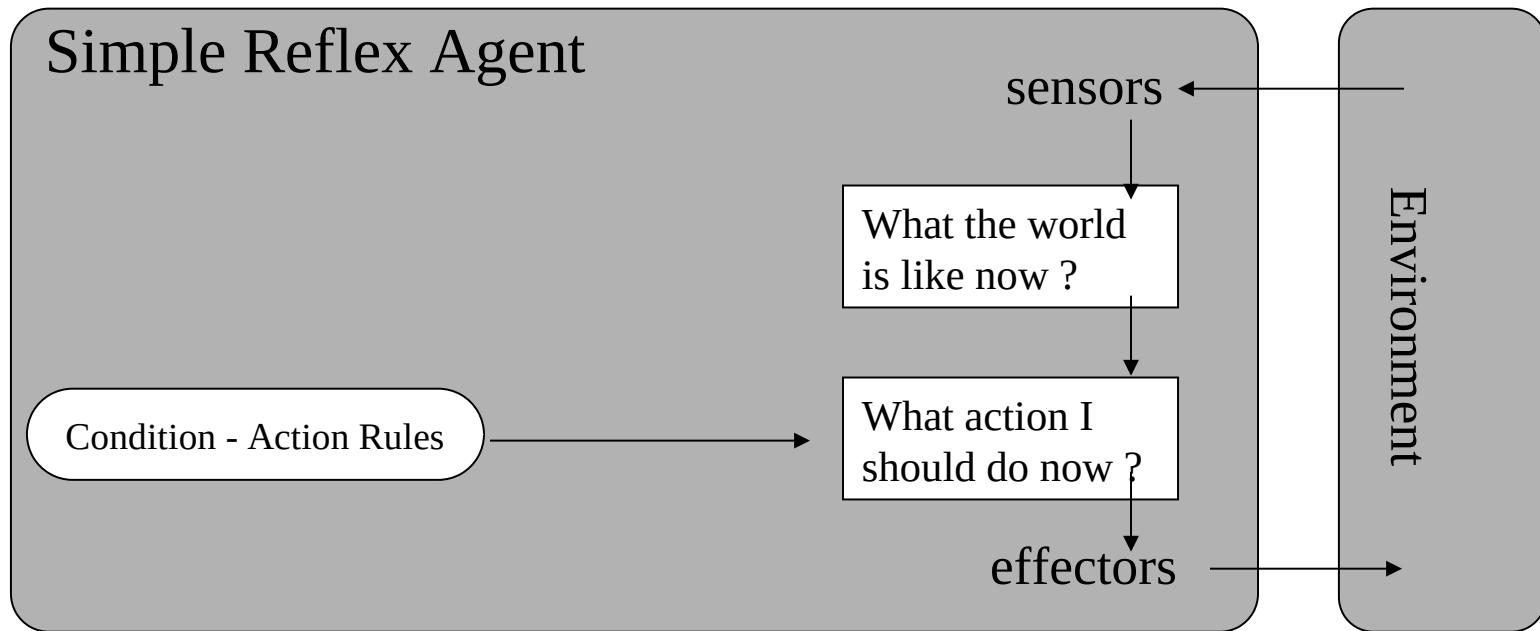 Simple Reflex Agent
sensors
What the world
is like now ?
Environment
Condition - Action Rules
What action I
should do now ?
effectors